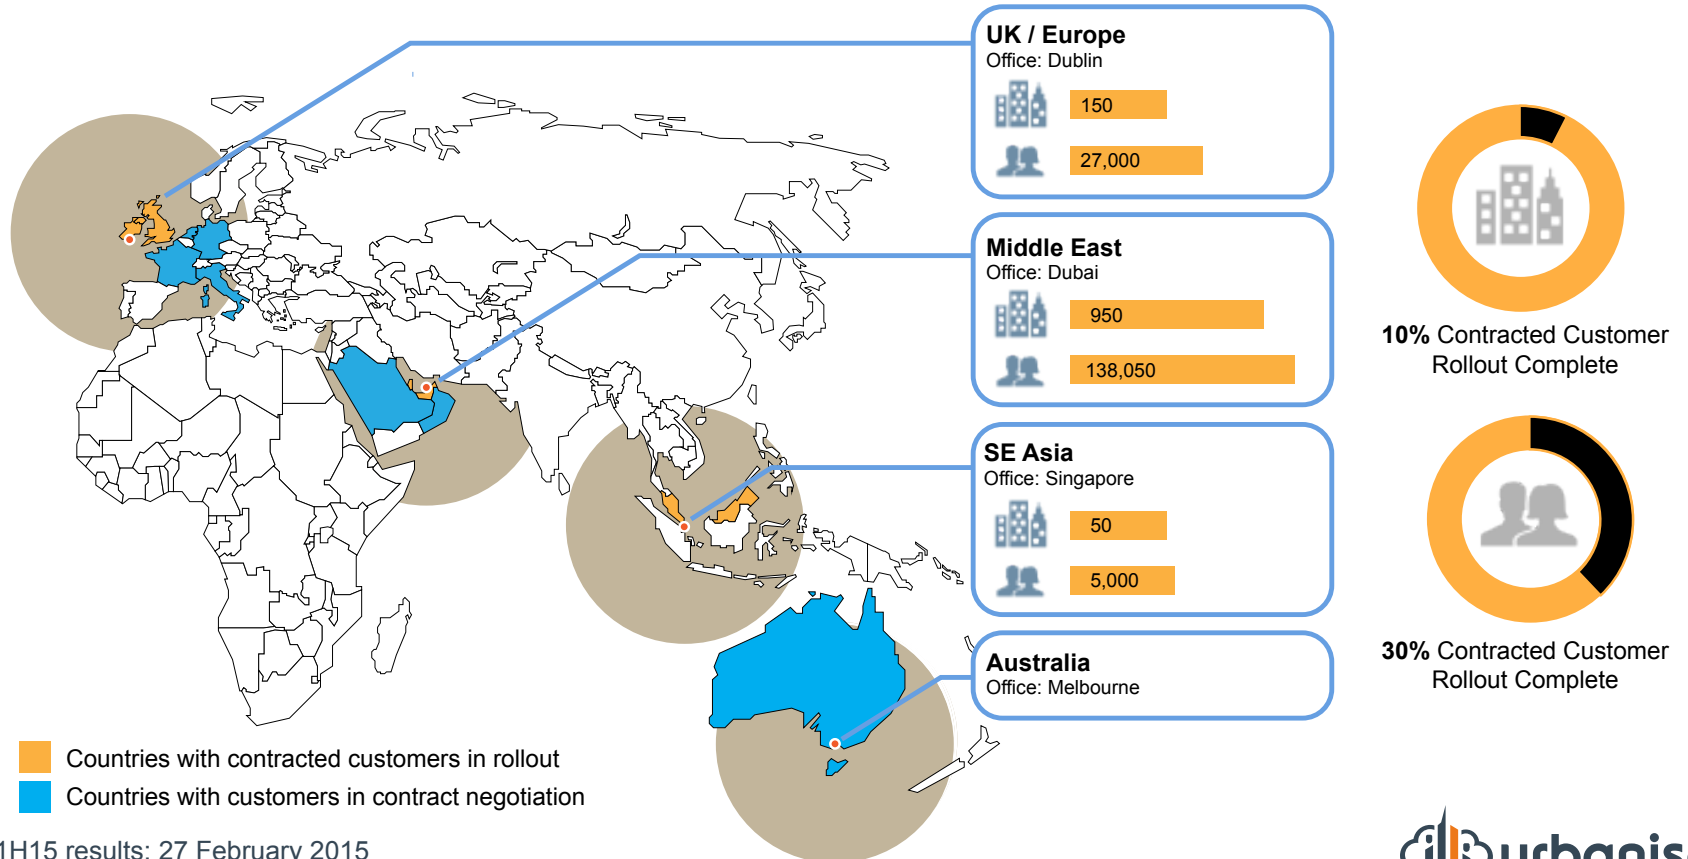 UK / Europe
Office: Dublin
150
27,000
Middle East
Office: Dubai
950
138,050
SE Asia
Office: Singapore
50
5,000
Australia
Office: Melbourne
10% Contracted Customer
Rollout Complete
30% Contracted Customer
Rollout Complete
Countries with contracted customers in rollout
Countries with customers in contract negotiation
1H15 results: 27 February 2015
urbanis